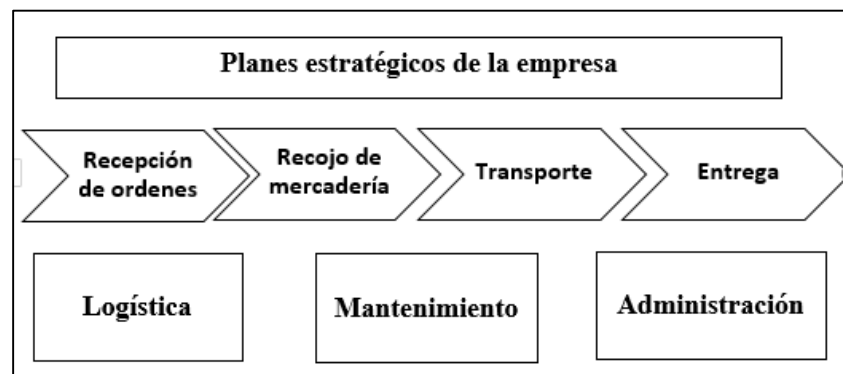 Planes estratégicos de la empresa
Recepción
de ordenes
Recojo de
mercadería
Transporte
Entrega
Logística
Mantenimiento
Administración